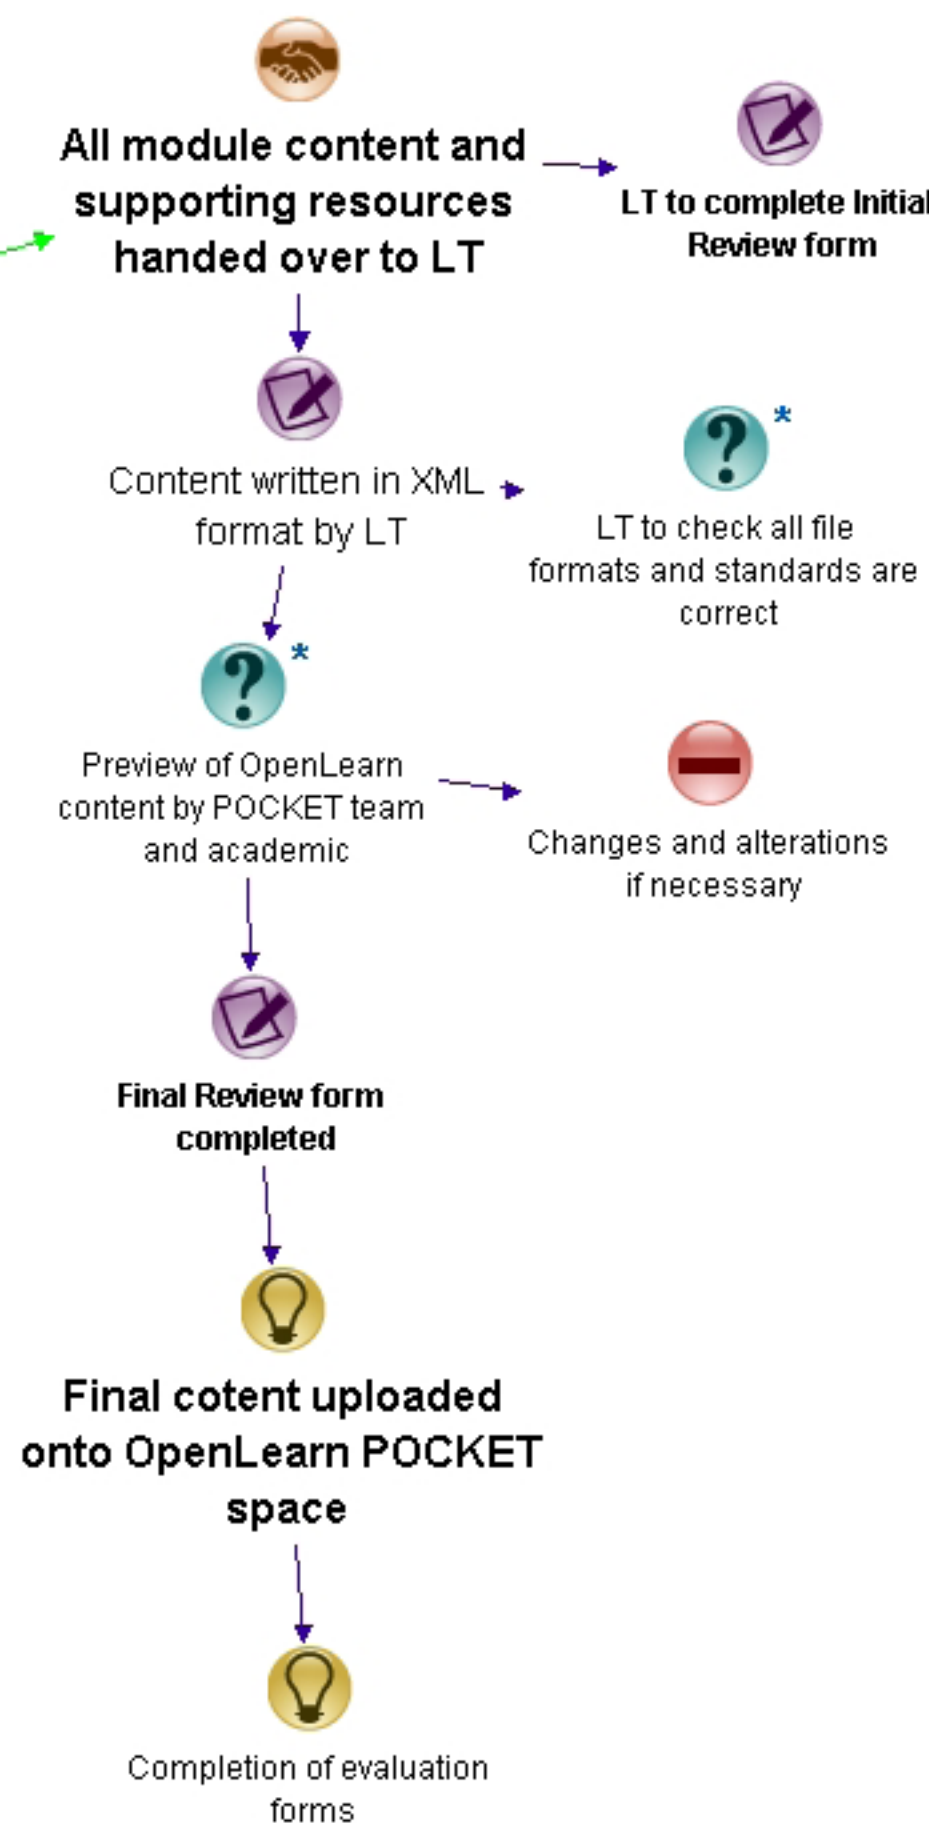 All module content and
supporting resources
handed over to LT
LT to complete Initial
Review form
Content written in XML
format by LT
*
LT to check all file
formats and standards are
correct
*
Preview of OpenLearn
content by POCKET team
and academic
Changes and alterations
if necessary
Final Review form
completed
Final cotent uploaded
onto OpenLearn POCKET
space
Completion of evaluation
forms